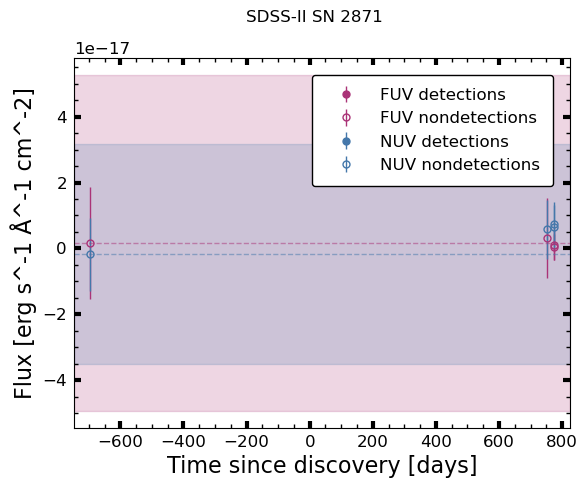 SDSS-II SN 2871
1e−17
FUV detections
FUV nondetections
NUV detections
NUV nondetections
4
2
0
−2
−4
Flux [erg s^-1 Å^-1 cm^-2]
−600 −400 −200 0 200 400 600 800
Time since discovery [days]